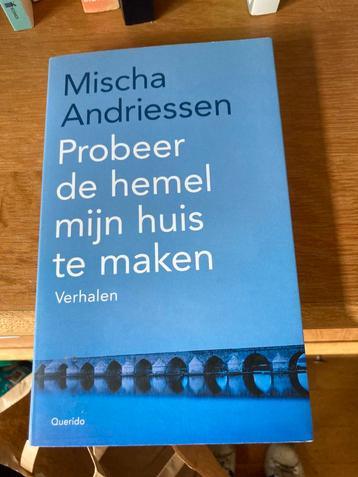 Mischa
Andriessen
Probeer
de hemel
mijn huis
te maken
Verhalen
Querido